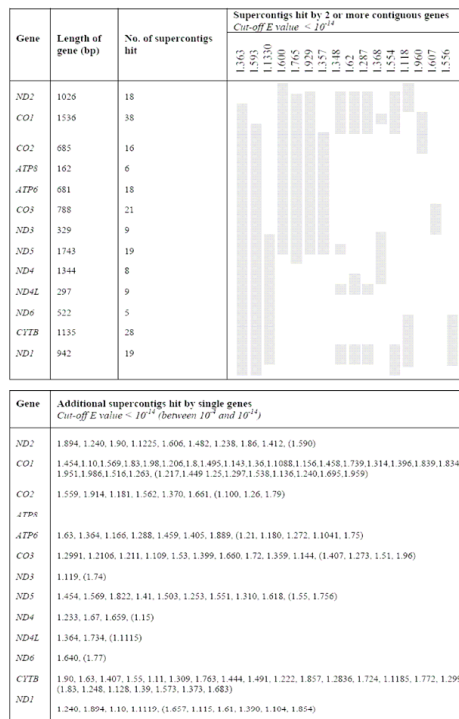 Gene Length of gene (bp) No. of supercontigs hit Supercontigs hit by 2 or more contiguous genes
Cut-off E value < 10^-14
1.363 1.593 1.1330 1.600 1.765 1.929 1.357 1.348 1.62 1.287 1.368 1.554 1.118 1.960 1.607 1.556
ND2 1026 18
CO1 1536 38
CO2 685 16
ATP8 162 6
ATP6 681 18
CO3 788 21
ND3 329 9
ND5 1743 19
ND4 1344 8
ND4L 297 9
ND6 522 5
CYTB 1135 28
ND1 942 19
Gene Additional supercontigs hit by single genes
Cut-off E value < 10^-14 (between 10^-4 and 10^-14)
ND2 1.894, 1.240, 1.90, 1.1225, 1.606, 1.482, 1.238, 1.86, 1.412, (1.590)
CO1 1.454,1.10,1.569,1.83,1.98,1.206,1.8,1.495,1.143,1.36,1.1088,1.156,1.458,1.739,1.314,1.396,1.839,1.834
1.951,1.986,1.516,1.263, (1.217,1.449 1.25,1.297,1.538,1.136,1.240,1.695,1.959)
CO2 1.559, 1.914, 1.181, 1.562, 1.370, 1.661, (1.100, 1.26, 1.79)
ATP8
ATP6 1.63, 1.364, 1.166, 1.288, 1.459, 1.405, 1.889, (1.21, 1.180, 1.272, 1.1041, 1.75)
CO3 1.2991, 1.2106, 1.211, 1.109, 1.53, 1.399, 1.660, 1.72, 1.359, 1.144, (1.407, 1.273, 1.51, 1.96)
ND3 1.119, (1.74)
ND5 1.454, 1.569, 1.822, 1.41, 1.503, 1.253, 1.551, 1.310, 1.618, (1.55, 1.756)
ND4 1.233, 1.67, 1.659, (1.15)
ND4L 1.364, 1.734, (1.1115)
ND6 1.640, (1.77)
CYTB 1.90, 1.63, 1.407, 1.55, 1.11, 1.309, 1.763, 1.444, 1.491, 1.222, 1.857, 1.2836, 1.724, 1.1185, 1.772, 1.299
(1.83, 1.248, 1.128, 1.39, 1.573, 1.373, 1.683)
ND1 1.240, 1.894, 1.10, 1.1119, (1.657, 1.115, 1.61, 1.390, 1.104, 1.854)